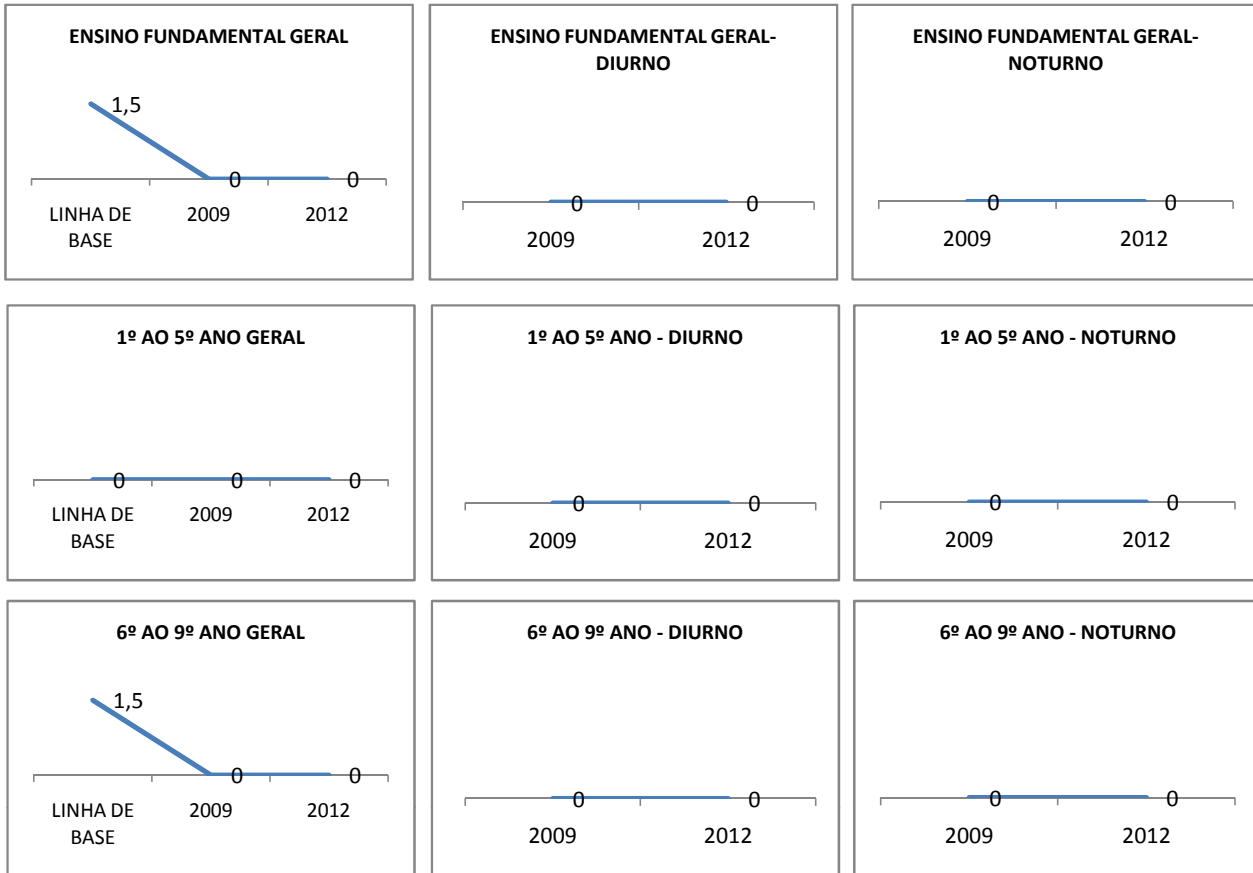 ENSINO FUNDAMENTAL GERAL
1,5
0
0
LINHA DE
BASE
2009
2012
ENSINO FUNDAMENTAL GERAL-
DIURNO
0
0
2009
2012
ENSINO FUNDAMENTAL GERAL-
NOTURNO
0
0
2009
2012
1º AO 5º ANO GERAL
0
0
0
LINHA DE
BASE
2009
2012
1º AO 5º ANO - DIURNO
0
0
2009
2012
1º AO 5º ANO - NOTURNO
0
0
2009
2012
6º AO 9º ANO GERAL
1,5
0
0
LINHA DE
BASE
2009
2012
6º AO 9º ANO - DIURNO
0
0
2009
2012
6º AO 9º ANO - NOTURNO
0
0
2009
2012